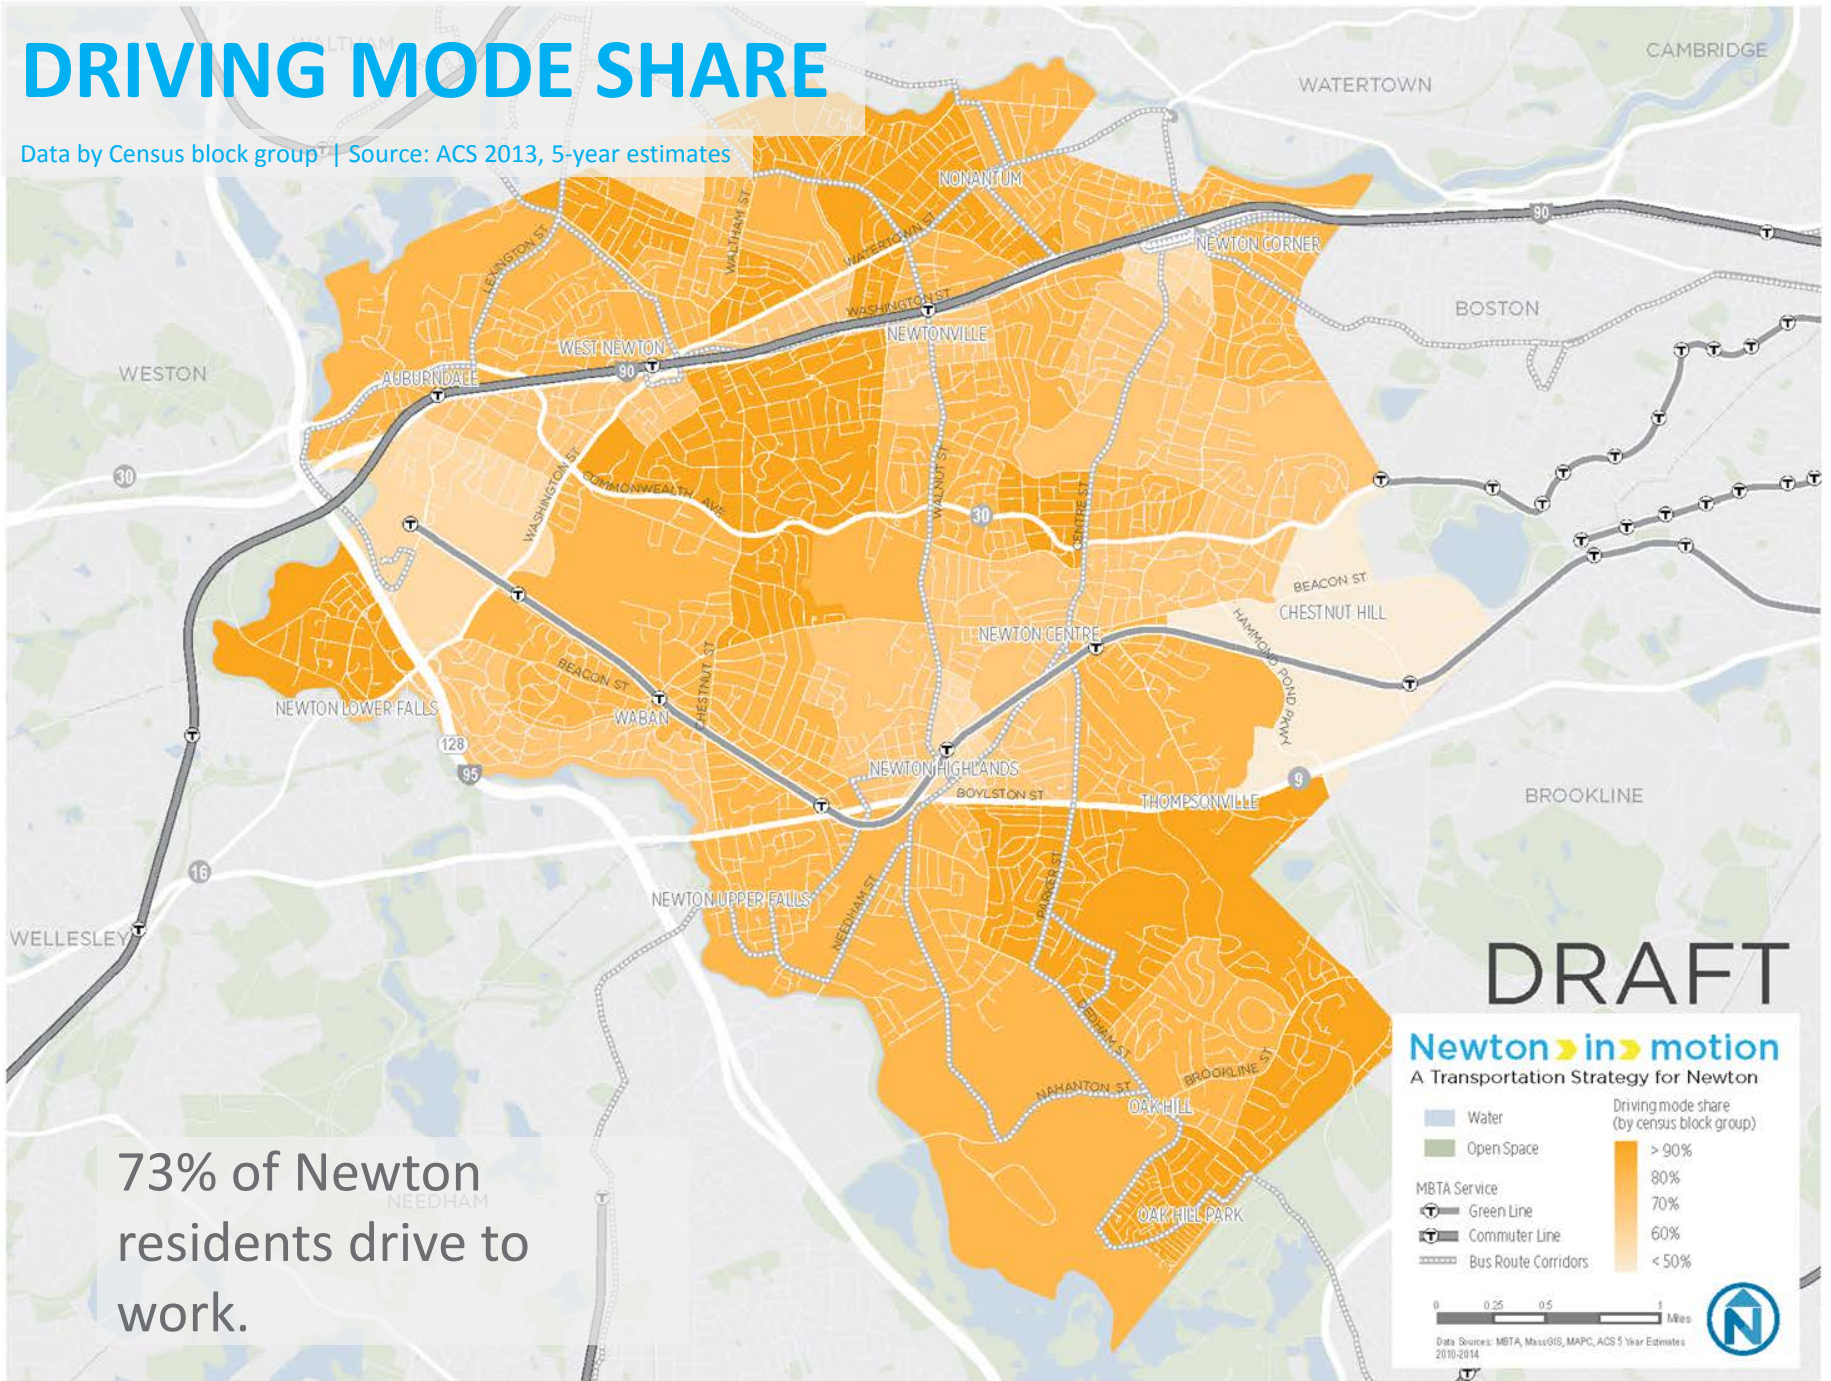 WALTHAM
DRIVING MODE SHARE
Data by Census block group | Source: ACS 2013, 5-year estimates
CAMBRIDGE
WATERTOWN
NONANTUM
WALTHAM ST
WATERTOWN ST
LEXINGTON ST
90
NEWTON CORNER
WASHINGTON ST
BOSTON
NEWTONVILLE
WEST NEWTON
90
WESTON
AUBURNDALE
30
WASHINGTON ST
COMMONWEALTH AVE
WALNUT ST
30
CENTRE ST
BEACON ST
CHESTNUT HILL
HAMMOND POND PKWY
NEWTON CENTRE
BEACON ST
CHESTNUT ST
NEWTON LOWER FALLS
WABAN
128
95
NEWTON HIGHLANDS
9
BOYLSTON ST
THOMPSONVILLE
BROOKLINE
16
NEWTON UPPER FALLS
NEEDHAM ST
PARKER ST
WELLESLEY
DEDHAM ST
BROOKLINE ST
NAHANTON ST
OAK HILL
OAK HILL PARK
NEEDHAM
73% of Newton
residents drive to
work.
DRAFT
Newton in motion
A Transportation Strategy for Newton
Water
Open Space
MBTA Service
Green Line
Commuter Line
Bus Route Corridors
Driving mode share
(by census block group)
> 90%
80%
70%
60%
< 50%
0 0.25 0.5 1
Miles
Data Sources: MBTA, MassGIS, MAPC, ACS 5 Year Estimates
2010-2014
N